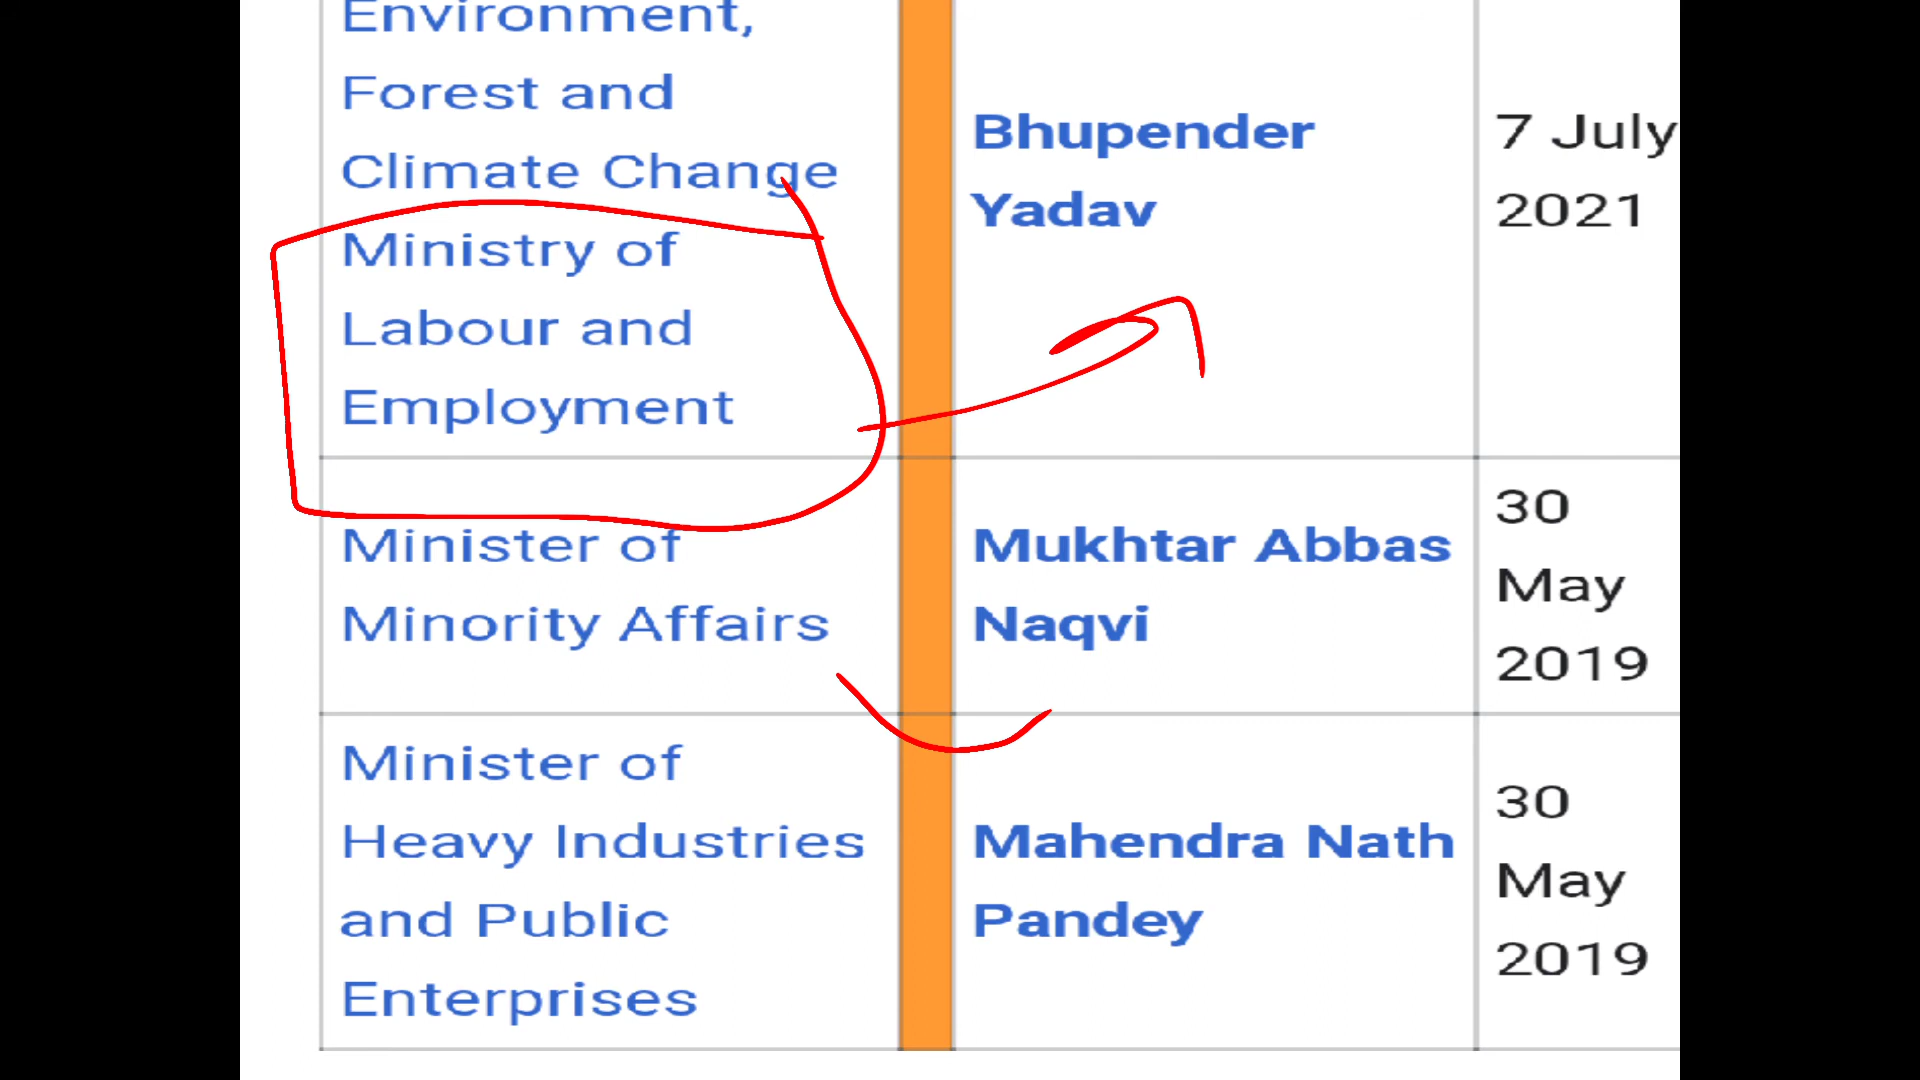 Environment,
Forest and
Climate Change
Ministry of
Labour and
Employment
Bhupender
Yadav
7 July
2021
Minister of
Minority Affairs
Mukhtar Abbas
Naqvi
30
May
2019
Minister of
Heavy Industries
and Public
Enterprises
Mahendra Nath
Pandey
30
May
2019